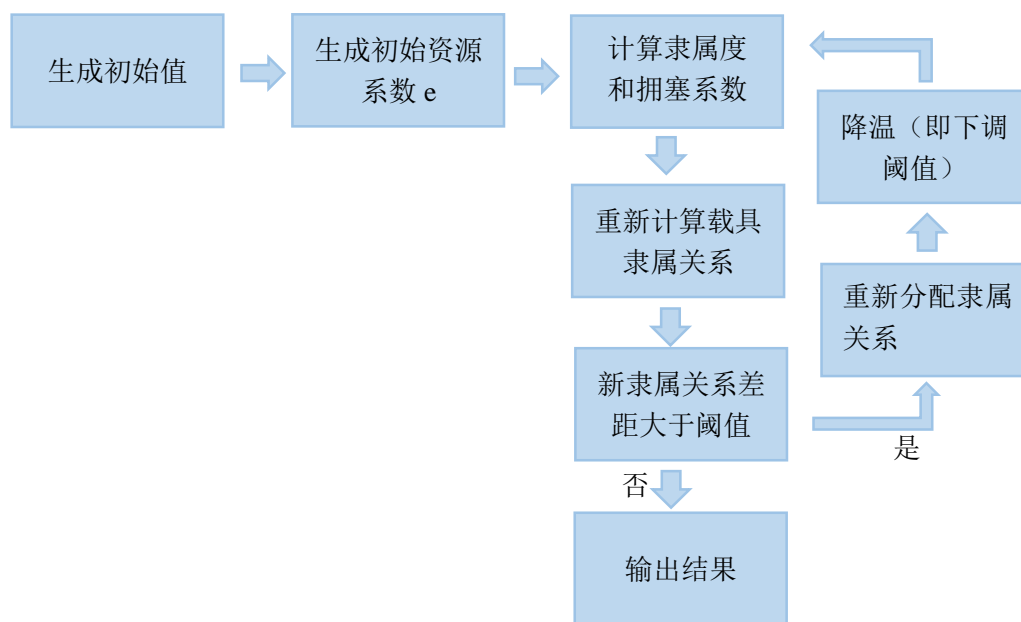 生成初始值
生成初始资源
系数 e
计算隶属度
和拥塞系数
降温（即下调
阈值）
重新计算载具
隶属关系
重新分配隶属
关系
新隶属关系差
距大于阈值
是
否
输出结果